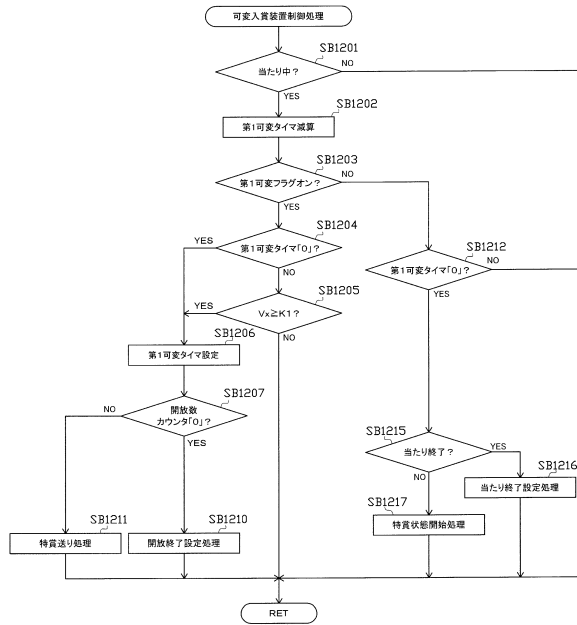 可変入賞装置制御処理
SB1201
当たり中？
NO
YES
SB1202
第1可変タイマ減算
SB1203
第1可変フラグオン？
NO
YES
SB1204
YES
第1可変タイマ「0」？
NO
SB1212
第1可変タイマ「0」？
NO
YES
SB1205
YES
Vx≧K1？
NO
SB1206
第1可変タイマ設定
SB1207
NO
開放数
カウンタ「0」？
YES
SB1215
当たり終了？
YES
NO
SB1216
当たり終了設定処理
SB1217
特賞状態開始処理
SB1211
特賞送り処理
SB1210
開放終了設定処理
RET